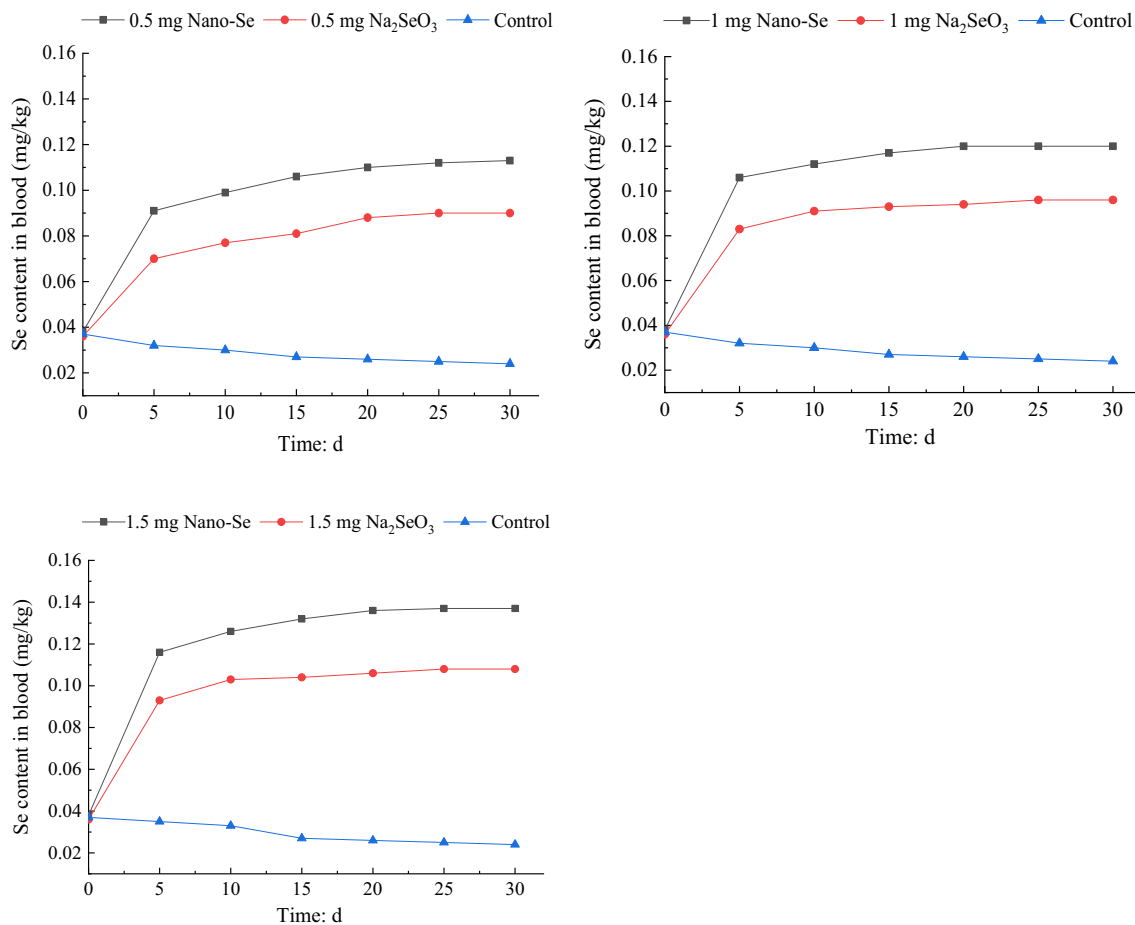 0.5 mg Nano-Se 0.5 mg Na₂SeO₃ Control
Se content in blood (mg/kg)
0.16
0.14
0.12
0.10
0.08
0.06
0.04
0.02
0 5 10 15 20 25 30
Time: d
1 mg Nano-Se 1 mg Na₂SeO₃ Control
Se content in blood (mg/kg)
0.16
0.14
0.12
0.10
0.08
0.06
0.04
0.02
0 5 10 15 20 25 30
Time: d
1.5 mg Nano-Se 1.5 mg Na₂SeO₃ Control
Se content in blood (mg/kg)
0.16
0.14
0.12
0.10
0.08
0.06
0.04
0.02
0 5 10 15 20 25 30
Time: d